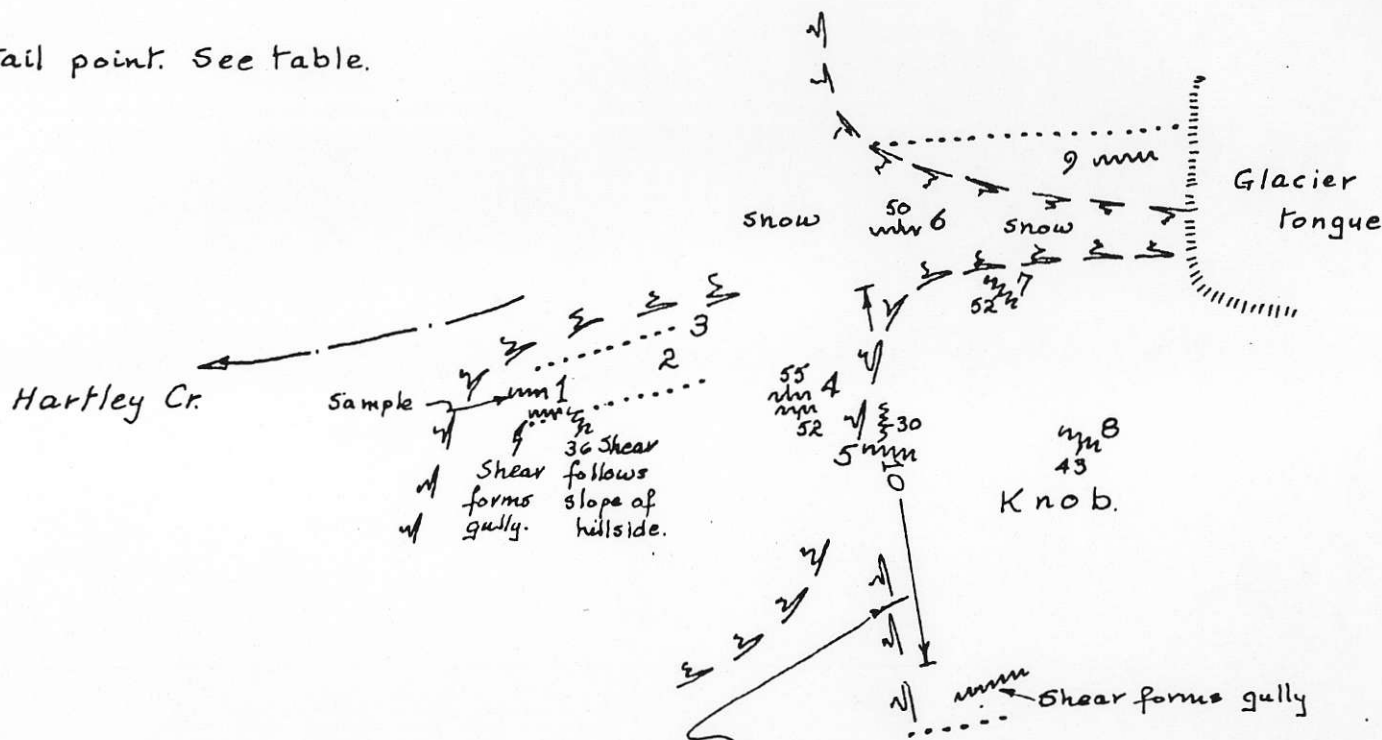 tail point. See table.
Glacier
tongue
9
50
snow
6
snow
7
52
3
2
Hartley Cr.
Sample
1
55
4
52
30
5
10
8
43
Knob.
36 Shear
follows
slope of
hillside.
Shear
forms
gully.
Shear forms gully